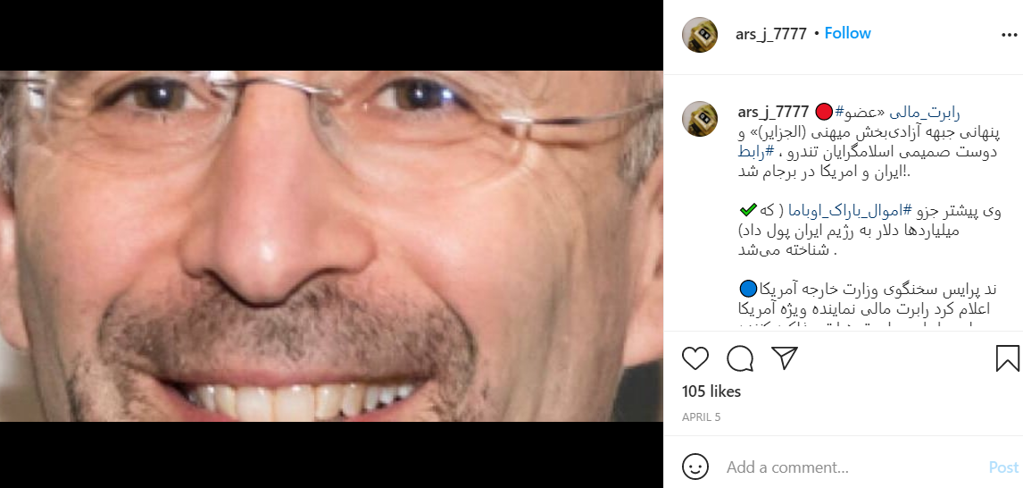 ars_j_7777 • Follow
ars_j_7777 🔴#رابرت_مالی «عضو
پنهانی جبهه آزادی‌بخش میهنی (الجزایر)» و
دوست صمیمی اسلامگرایان تندرو ، #رابط
ایران و امریکا در برجام شد!.
✔️وی پیشتر جزو #اموال_باراک_اوباما ( که
میلیاردها دلار به رژیم ایران پول داد)
شناخته می‌شد .
🔵ند پرایس سخنگوی وزارت خارجه آمریکا
اعلام کرد رابرت مالی نماینده ویژه آمریکا
105 likes
APRIL 5
Add a comment...
Post